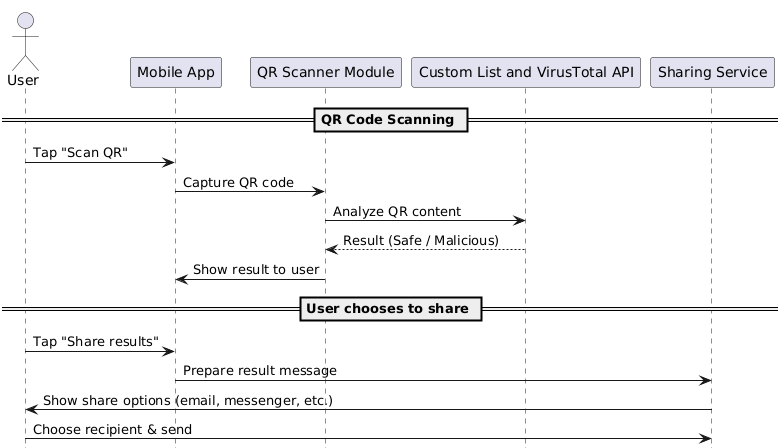 User
Mobile App
QR Scanner Module
Custom List and VirusTotal API
Sharing Service
QR Code Scanning
Tap "Scan QR"
Capture QR code
Analyze QR content
Result (Safe / Malicious)
Show result to user
User chooses to share
Tap "Share results"
Prepare result message
Show share options (email, messenger, etc.)
Choose recipient & send